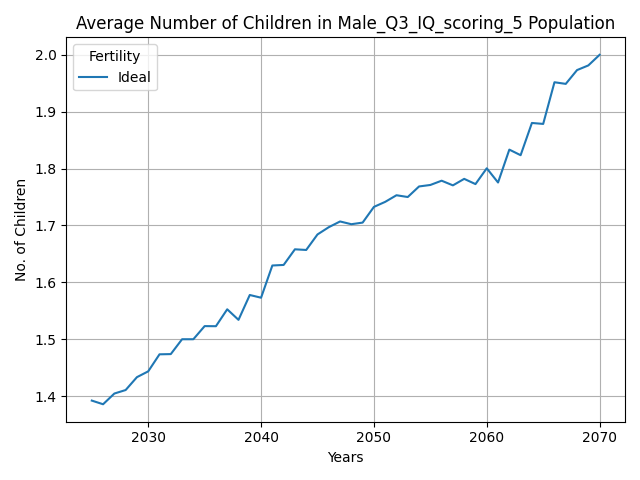 Average Number of Children in Male_Q3_IQ_scoring_5 Population
Fertility
Ideal
No. of Children
2.0
1.9
1.8
1.7
1.6
1.5
1.4
2030 2040 2050 2060 2070
Years